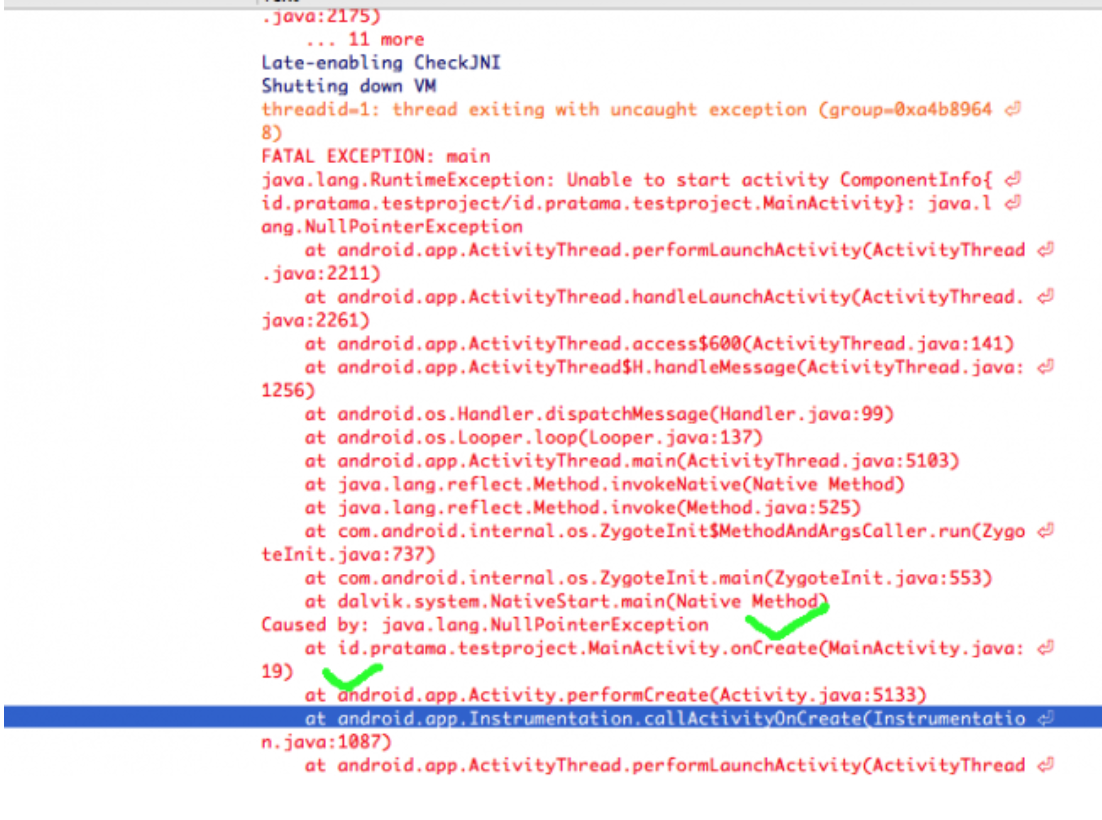 .java:2175)
... 11 more
Late-enabling CheckJNI
Shutting down VM
threadid=1: thread exiting with uncaught exception (group=0xa4b8964 ⏎
8)
FATAL EXCEPTION: main
java.lang.RuntimeException: Unable to start activity ComponentInfo{ ⏎
id.pratama.testproject/id.pratama.testproject.MainActivity}: java.l ⏎
ang.NullPointerException
at android.app.ActivityThread.performLaunchActivity(ActivityThread ⏎
.java:2211)
at android.app.ActivityThread.handleLaunchActivity(ActivityThread. ⏎
java:2261)
at android.app.ActivityThread.access$600(ActivityThread.java:141)
at android.app.ActivityThread$H.handleMessage(ActivityThread.java: ⏎
1256)
at android.os.Handler.dispatchMessage(Handler.java:99)
at android.os.Looper.loop(Looper.java:137)
at android.app.ActivityThread.main(ActivityThread.java:5103)
at java.lang.reflect.Method.invokeNative(Native Method)
at java.lang.reflect.Method.invoke(Method.java:525)
at com.android.internal.os.ZygoteInit$MethodAndArgsCaller.run(Zygo ⏎
teInit.java:737)
at com.android.internal.os.ZygoteInit.main(ZygoteInit.java:553)
at dalvik.system.NativeStart.main(Native Method)
Caused by: java.lang.NullPointerException
at id.pratama.testproject.MainActivity.onCreate(MainActivity.java: ⏎
19)
at android.app.Activity.performCreate(Activity.java:5133)
at android.app.Instrumentation.callActivityOnCreate(Instrumentatio ⏎
n.java:1087)
at android.app.ActivityThread.performLaunchActivity(ActivityThread ⏎